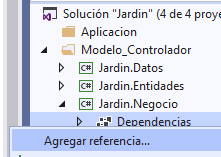 Solución "Jardin" (4 de 4 proye
Aplicacion
Modelo_Controlador
C# Jardin.Datos
C# Jardin.Entidades
C# Jardin.Negocio
Dependencias
Agregar referencia...